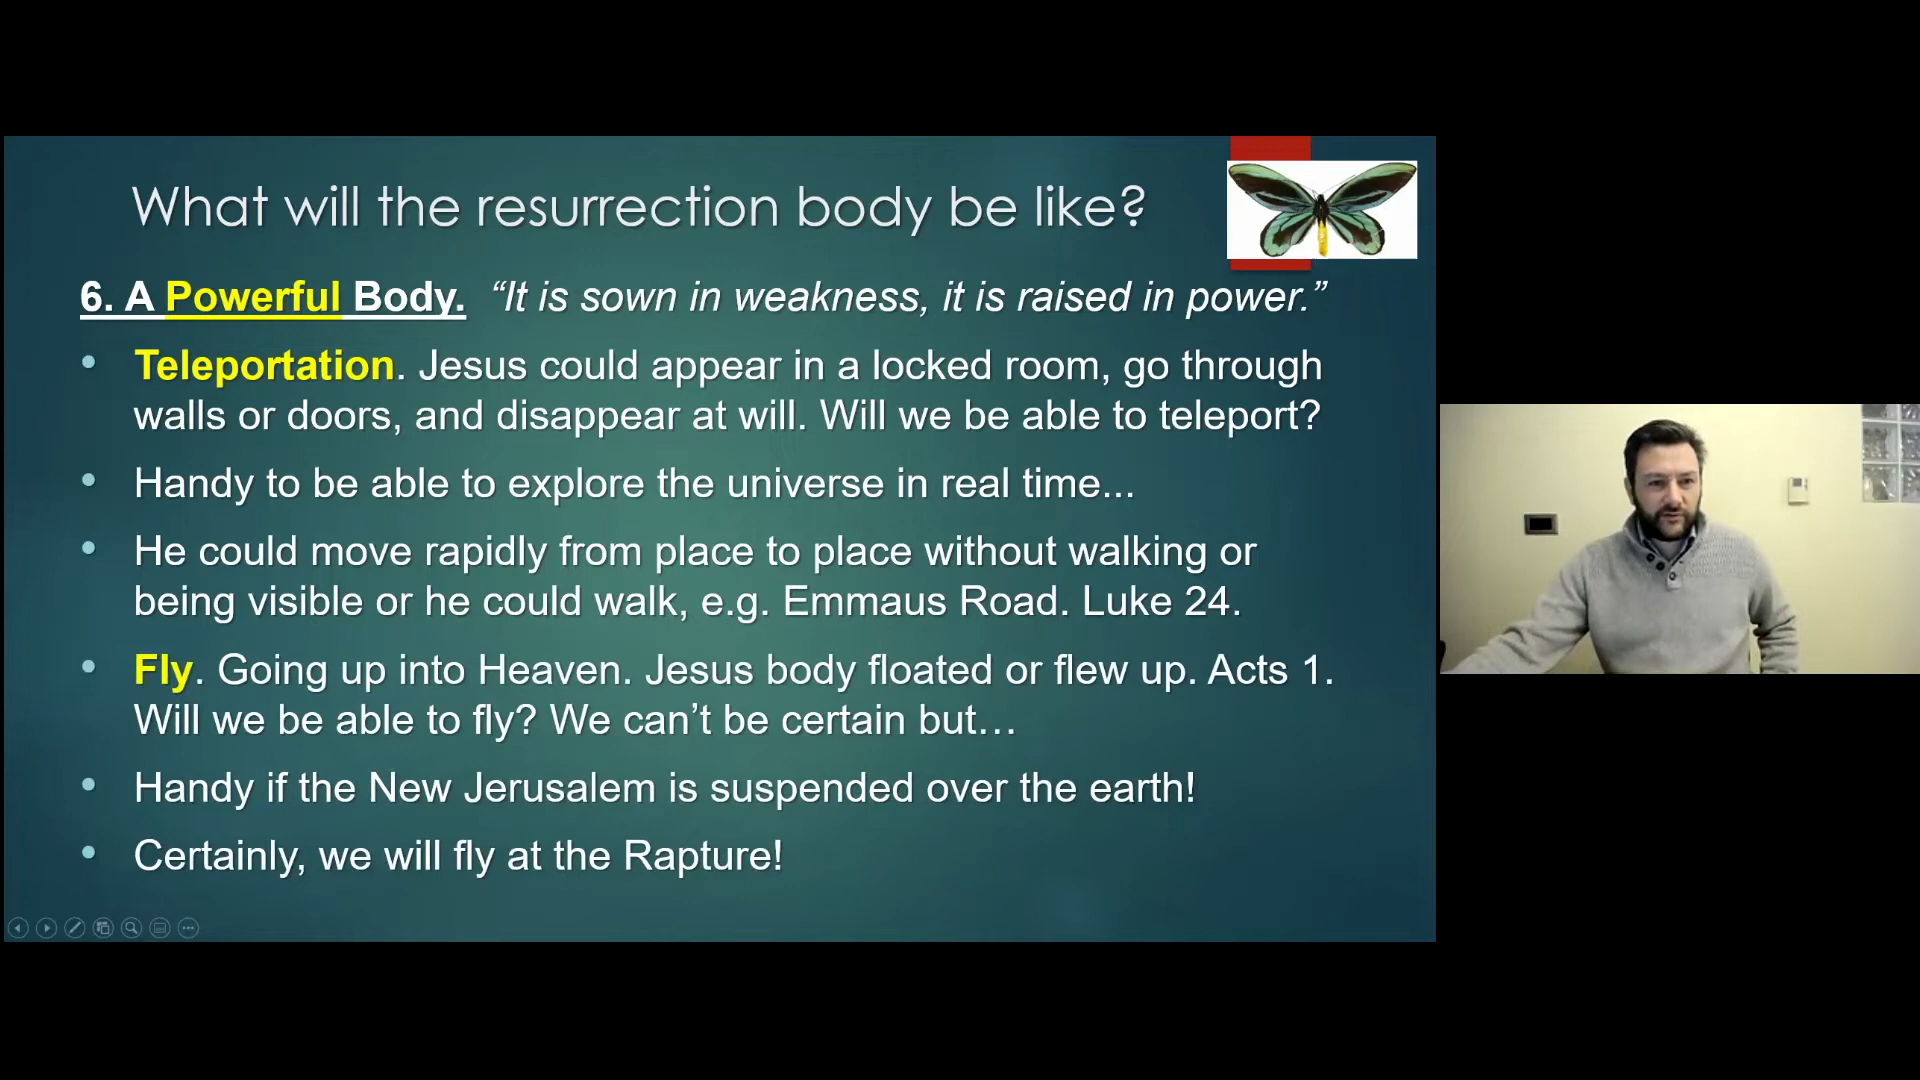 What will the resurrection body be like?
6. A Powerful Body. “It is sown in weakness, it is raised in power.”
• Teleportation. Jesus could appear in a locked room, go through
walls or doors, and disappear at will. Will we be able to teleport?
• Handy to be able to explore the universe in real time...
• He could move rapidly from place to place without walking or
being visible or he could walk, e.g. Emmaus Road. Luke 24.
• Fly. Going up into Heaven. Jesus body floated or flew up. Acts 1.
Will we be able to fly? We can’t be certain but…
• Handy if the New Jerusalem is suspended over the earth!
• Certainly, we will fly at the Rapture!